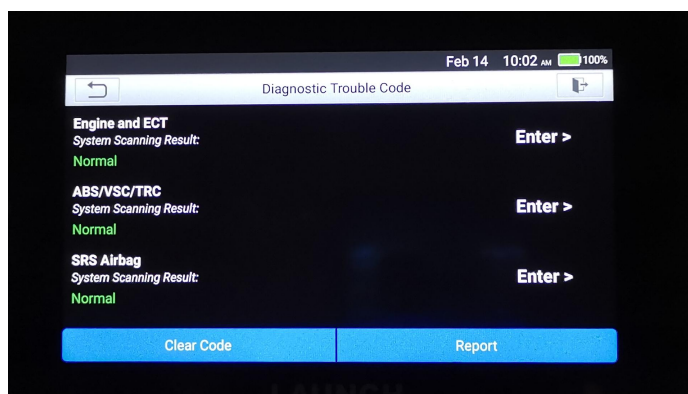 Feb 14 10:02 AM 100%
Diagnostic Trouble Code
Engine and ECT
System Scanning Result:
Enter >
Normal
ABS/VSC/TRC
System Scanning Result:
Enter >
Normal
SRS Airbag
System Scanning Result:
Enter >
Normal
Clear Code Report
LAUNCH